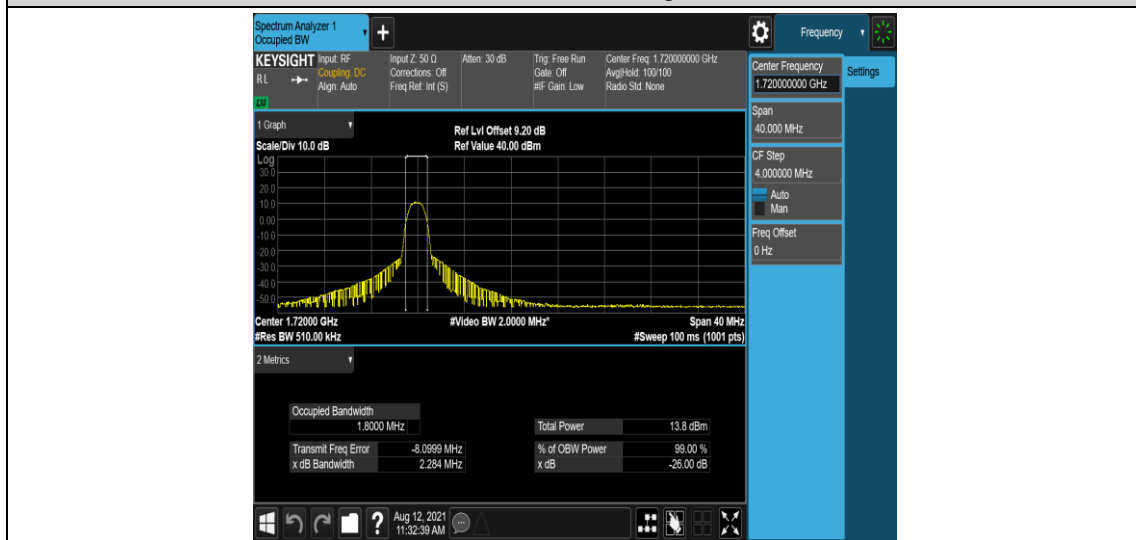 Spectrum Analyzer 1
Occupied BW
+
Frequency
KEYSIGHT
RL
LXI
Input: RF
Coupling: DC
Align: Auto
Input Z: 50 Ω
Corrections: Off
Freq Ref: Int (S)
Atten: 30 dB
Trig: Free Run
Gate: Off
#IF Gain: Low
Center Freq: 1.720000000 GHz
Avg|Hold: 100/100
Radio Std: None
Center Frequency
1.720000000 GHz
Settings
Span
40.000 MHz
CF Step
4.000000 MHz
Auto
Man
Freq Offset
0 Hz
1 Graph
Scale/Div 10.0 dB
Ref Lvl Offset 9.20 dB
Ref Value 40.00 dBm
Log
30.0
20.0
10.0
0.00
-10.0
-20.0
-30.0
-40.0
-50.0
Center 1.72000 GHz
#Video BW 2.0000 MHz*
Span 40 MHz
#Res BW 510.00 kHz
#Sweep 100 ms (1001 pts)
2 Metrics
Occupied Bandwidth
1.8000 MHz
Total Power 13.8 dBm
Transmit Freq Error -8.0999 MHz
% of OBW Power 99.00 %
x dB Bandwidth 2.284 MHz
x dB -26.00 dB
?
Aug 12, 2021
11:32:39 AM